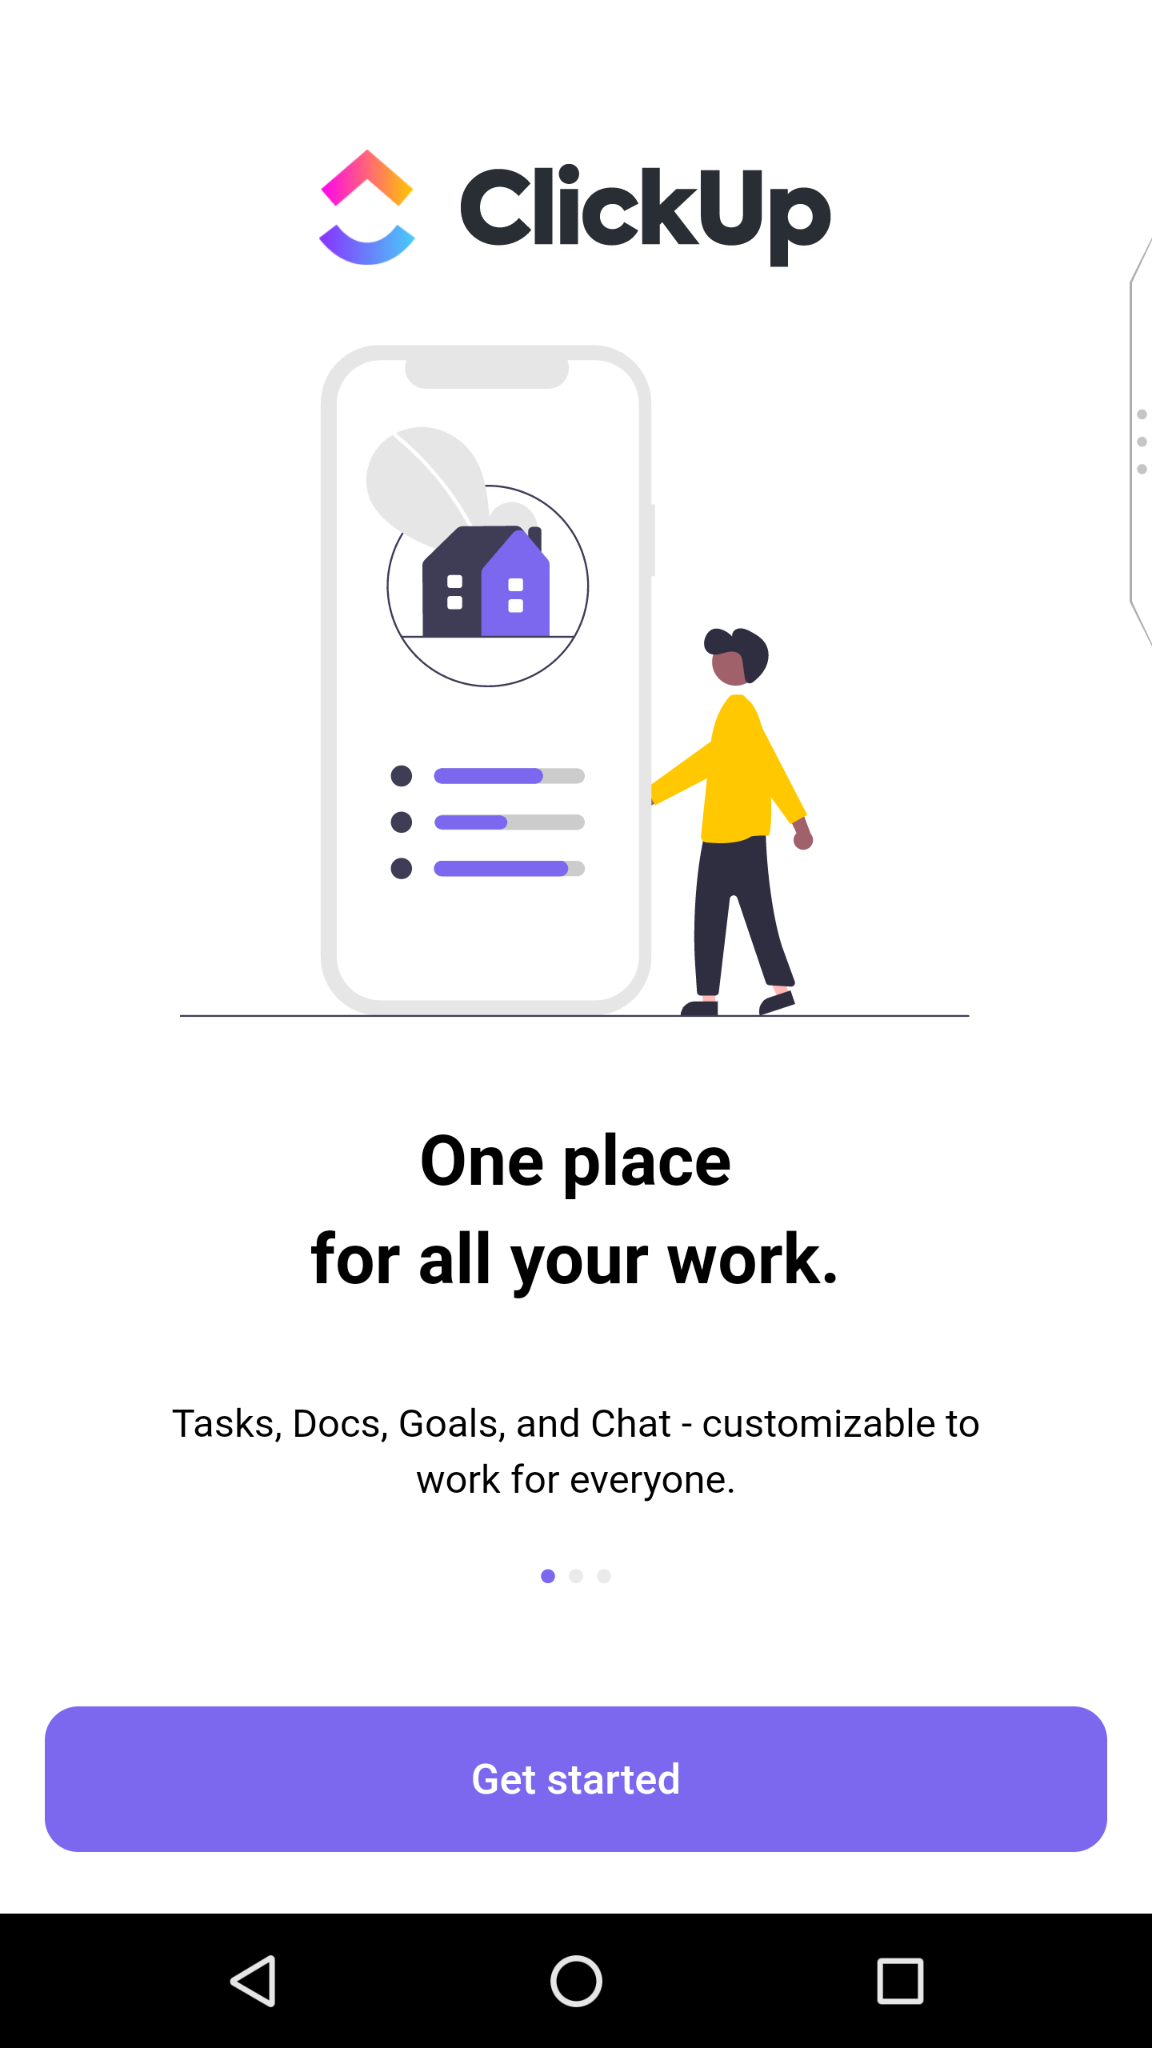 ClickUp
One place
for all your work.
Tasks, Docs, Goals, and Chat - customizable to
work for everyone.
Get started